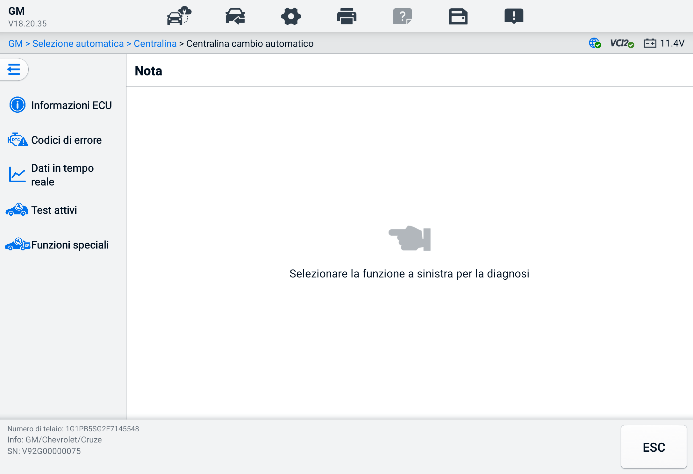 GM
V18.20.35
GM > Selezione automatica > Centralina > Centralina cambio automatico
VCI2
11.4V
Nota
Informazioni ECU
Codici di errore
Dati in tempo
reale
Test attivi
Funzioni speciali
Selezionare la funzione a sinistra per la diagnosi
Numero di telaio: 1G1PB5SG2F7145548
Info: GM/Chevrolet/Cruze
SN: V92G00000075
ESC